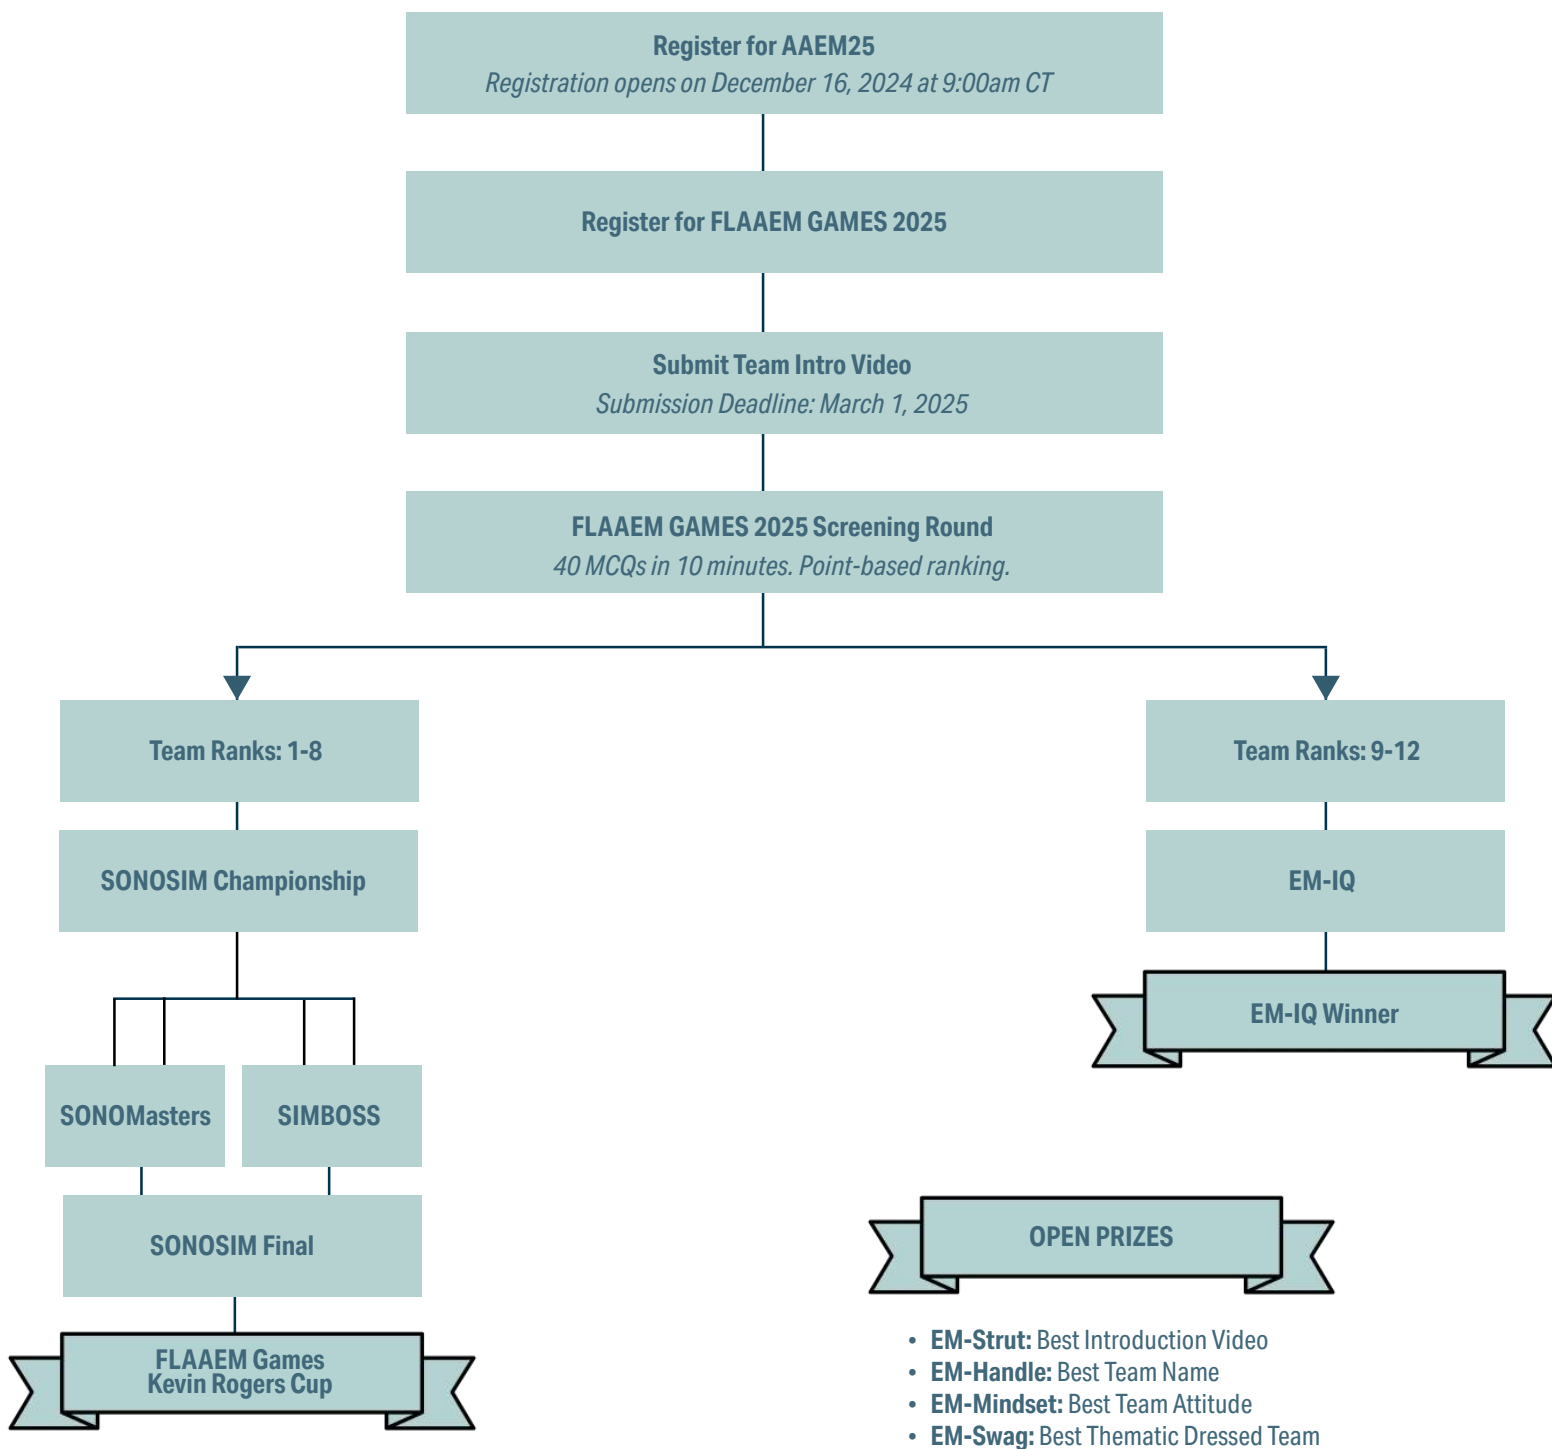 Register for AAEM25
Registration opens on December 16, 2024 at 9:00am CT
Register for FLAAEM GAMES 2025
Submit Team Intro Video
Submission Deadline: March 1, 2025
FLAAEM GAMES 2025 Screening Round
40 MCQs in 10 minutes. Point-based ranking.
Team Ranks: 1-8
Team Ranks: 9-12
SONOSIM Championship
EM-IQ
EM-IQ Winner
SONOMasters
SIMBOSS
SONOSIM Final
FLAAEM Games
Kevin Rogers Cup
OPEN PRIZES
• EM-Strut: Best Introduction Video
• EM-Handle: Best Team Name
• EM-Mindset: Best Team Attitude
• EM-Swag: Best Thematic Dressed Team